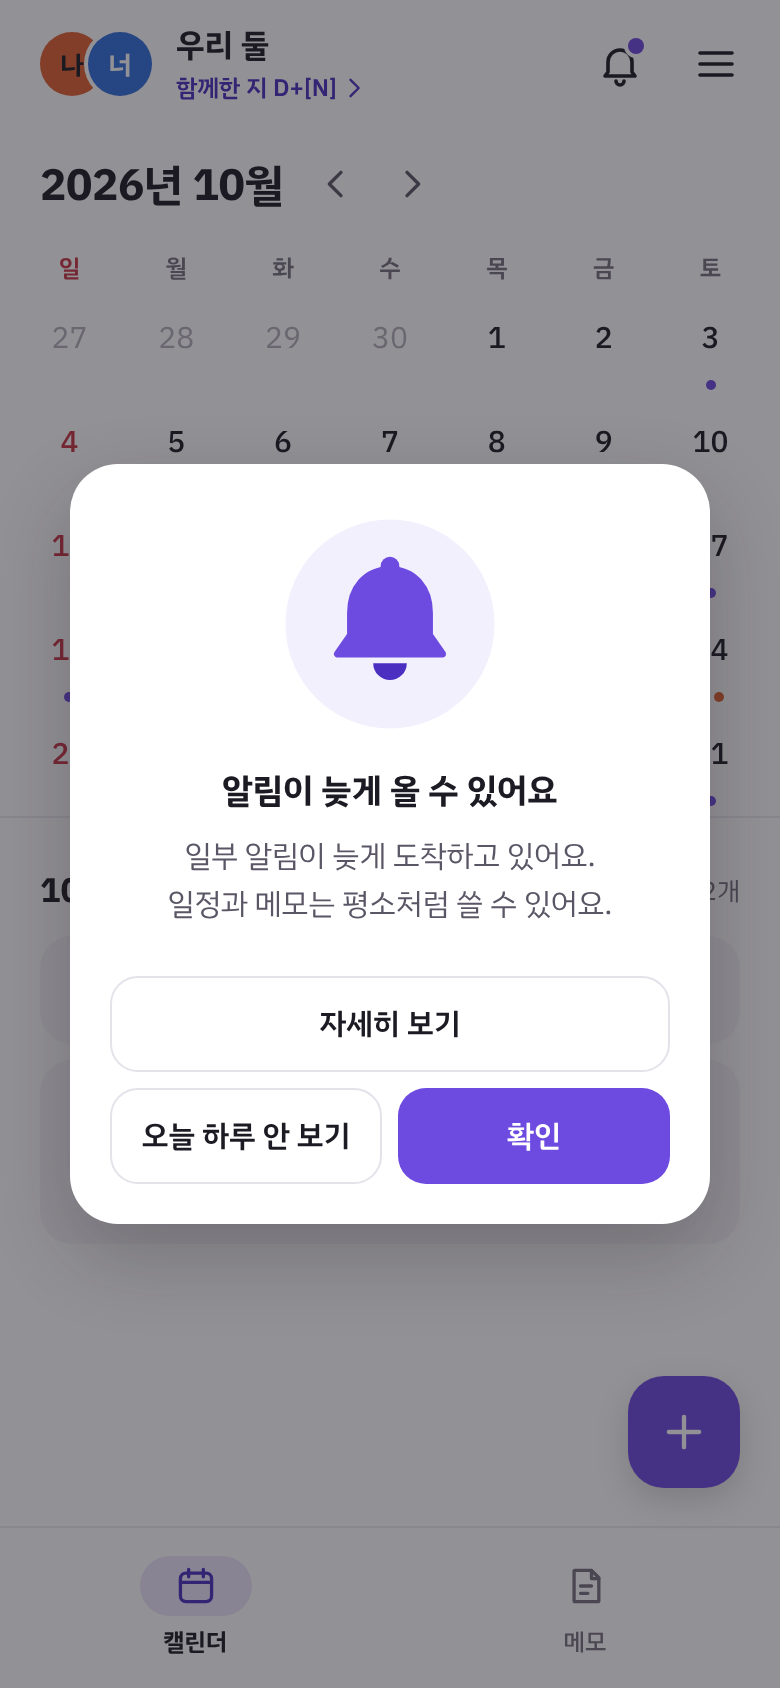 나 너 우리 둘
함께한 지 D+[N]
2026년 10월
일 월 화 수 목 금 토
27 28 29 30 1 2 3
4 5 6 7 8 9 10
알림이 늦게 올 수 있어요
일부 알림이 늦게 도착하고 있어요.
일정과 메모는 평소처럼 쓸 수 있어요.
자세히 보기
오늘 하루 안 보기 확인
캘린더 메모